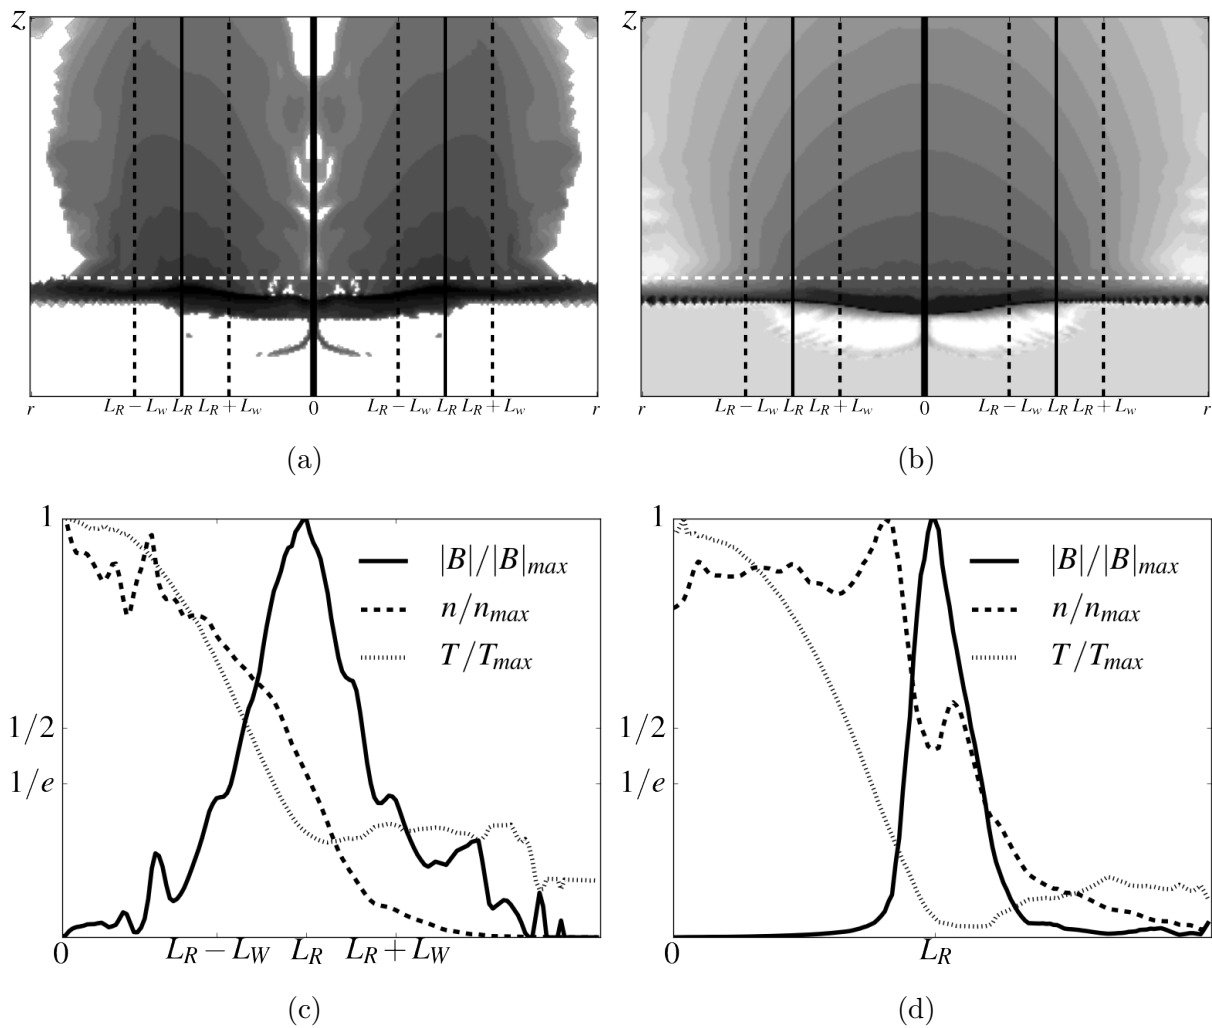 z
r L_R − L_w L_R L_R + L_w 0 L_R − L_w L_R L_R + L_w r
(a)
z
r L_R − L_w L_R L_R + L_w 0 L_R − L_w L_R L_R + L_w r
(b)
1
1/2
1/e
|B|/|B|_max
n/n_max
T/T_max
0 L_R − L_W L_R L_R + L_W
(c)
1
1/2
1/e
|B|/|B|_max
n/n_max
T/T_max
0 L_R
(d)